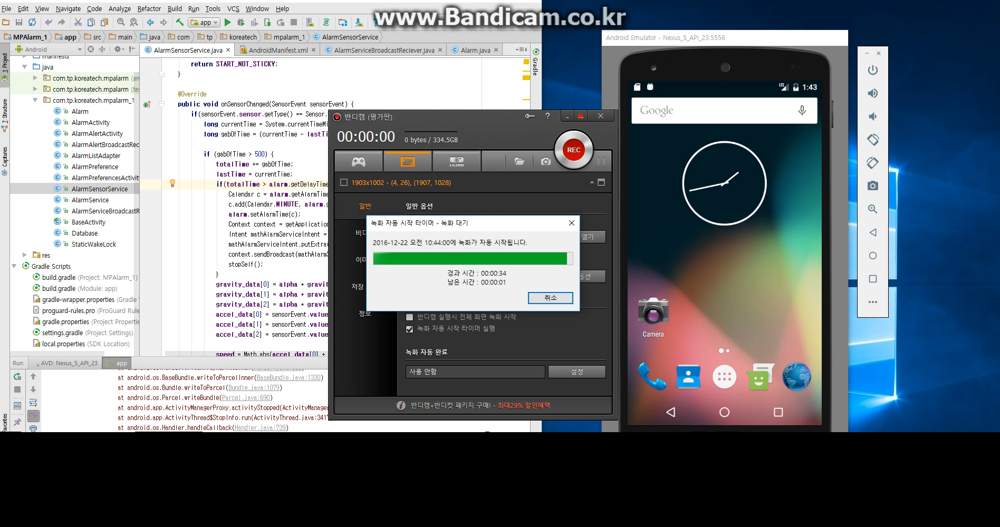 File Edit View Navigate Code Analyze Refactor Build Run Tools VCS Window Help
www.Bandicam.co.kr
app
MPAlarm_1 app src main java com tp koreatech mpalarm_1 AlarmSensorService
Android
AlarmSensorService.java AndroidManifest.xml AlarmServiceBroadcastReciever.java Alarm.java
1: Project
7: Structure
Captures
Favorites
Gradle
manifests
java
com.tp.koreatech.mpalarm (an
com.tp.koreatech.mpalarm (te
com.tp.koreatech.mpalarm_1
Alarm
AlarmActivity
AlarmAlertActivity
AlarmAlertBroadcastRec
AlarmListAdapter
AlarmPreference
AlarmPreferencesActivit
AlarmSensorService
AlarmService
AlarmServiceBroadcastR
BaseActivity
Database
StaticWakeLock
res
Gradle Scripts
build.gradle (Project: MPAlarm_1)
build.gradle (Module: app)
gradle-wrapper.properties (Gradle
proguard-rules.pro (ProGuard Rule
gradle.properties (Project Propertie
settings.gradle (Project Settings)
local.properties (SDK Location)
return START_NOT_STICKY;
}
@Override
public void onSensorChanged(SensorEvent sensorEvent) {
if(sensorEvent.sensor.getType() == Sensor.
long currentTime = System.currentTimeMi
long gabOfTime = (currentTime - lastTi
if (gabOfTime > 500) {
totalTime += gabOfTime;
lastTime = currentTime;
if(totalTime > alarm.getDelayTime
Calendar c = alarm.getAlarmTime
c.add(Calendar.MINUTE, alarm.g
alarm.setAlarmTime(c);
Context context = getApplication
Intent mathAlarmServiceIntent =
mathAlarmServiceIntent.putExtra
context.sendBroadcast(mathAlarmS
stopSelf();
}
gravity_data[0] = alpha * gravit
gravity_data[1] = alpha * gravit
gravity_data[2] = alpha * gravit
accel_data[0] = sensorEvent.value
accel_data[1] = sensorEvent.value
accel_data[2] = sensorEvent.value
speed = Math.abs(accel_data[0] +
Run: AVD: Nexus_5_API_23 app
at android.os.BaseBundle.writeToParcelInner(BaseBundle.java:1330)
at android.os.Bundle.writeToParcel(Bundle.java:1079)
at android.os.Parcel.writeBundle(Parcel.java:690)
at android.app.ActivityManagerProxy.activityStopped(ActivityManager
at android.app.ActivityThread$StopInfo.run(ActivityThread.java:341
at android.os.Handler.handleCallback(Handler.java:739)
반디캠 (평가판)
?
00:00:00
0 bytes / 334.5GB
REC
HDMI
1903x1002 - (4, 26), (1907, 1028)
일반
일반 옵션
비디
열기
이미
옵션
저장
정보
녹화 자동 시작 타이머 - 녹화 대기
2016-12-22 오전 10:44:00에 녹화가 자동 시작됩니다.
경과 시간 : 00:00:34
남은 시간 : 00:00:01
취소
반디캠 실행시 전체 화면 녹화 시작
녹화 자동 시작 타이머 실행
녹화 자동 완료
사용 안함
설정
반디캠+반디컷 패키지 구매! - 최대29% 할인혜택
Android Emulator - Nexus_5_API_23:5556
LTE 1:43
Google
Camera